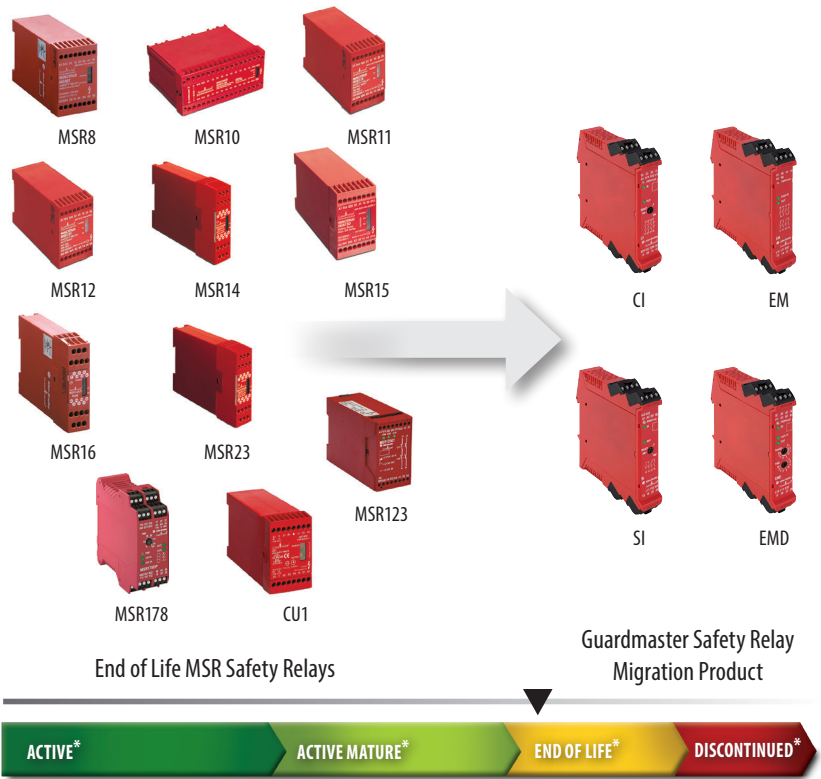 MSR8
MSR10
MSR11
MSR12
MSR14
MSR15
CI
EM
MSR16
MSR23
MSR123
SI
EMD
MSR178
CU1
End of Life MSR Safety Relays
Guardmaster Safety Relay
Migration Product
ACTIVE*
ACTIVE MATURE*
END OF LIFE*
DISCONTINUED*